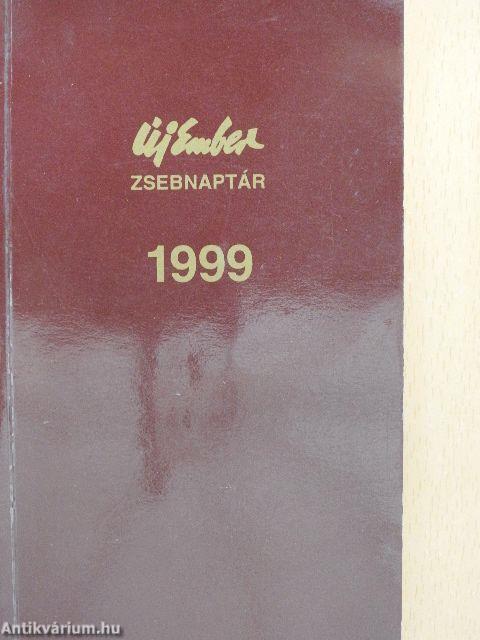 Új Ember
ZSEBNAPTÁR
1999
Antikvárium.hu